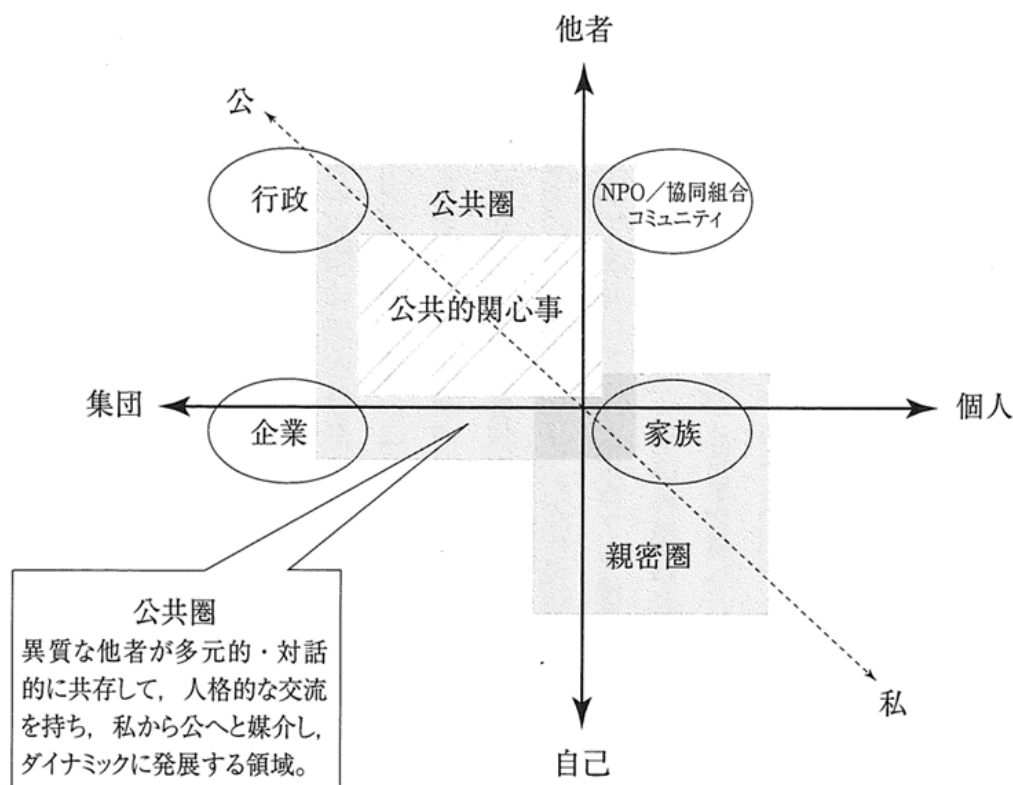 他者
公
行政
公共圏
NPO／協同組合
コミュニティ
公共的関心事
集団
個人
企業
家族
親密圏
公共圏
異質な他者が多元的・対話
的に共存して，人格的な交流
を持ち，私から公へと媒介し，
ダイナミックに発展する領域。
私
自己